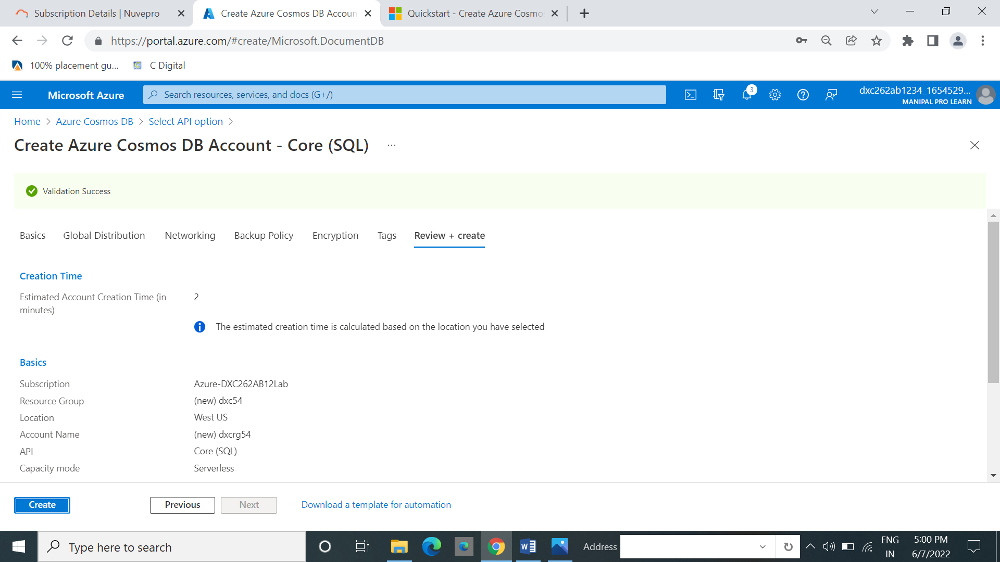 Subscription Details | Nuvepro
Create Azure Cosmos DB Accoun
Quickstart - Create Azure Cosmo
https://portal.azure.com/#create/Microsoft.DocumentDB
100% placement gu...
C Digital
Microsoft Azure
Search resources, services, and docs (G+/)
3
dxc262ab1234_1654529...
MANIPAL PRO LEARN
Home > Azure Cosmos DB > Select API option >
Create Azure Cosmos DB Account - Core (SQL) ...
Validation Success
Basics Global Distribution Networking Backup Policy Encryption Tags Review + create
Creation Time
Estimated Account Creation Time (in minutes) 2
The estimated creation time is calculated based on the location you have selected
Basics
Subscription Azure-DXC262AB12Lab
Resource Group (new) dxc54
Location West US
Account Name (new) dxcrg54
API Core (SQL)
Capacity mode Serverless
Create Previous Next Download a template for automation
Type here to search
Address
ENG
IN
5:00 PM
6/7/2022